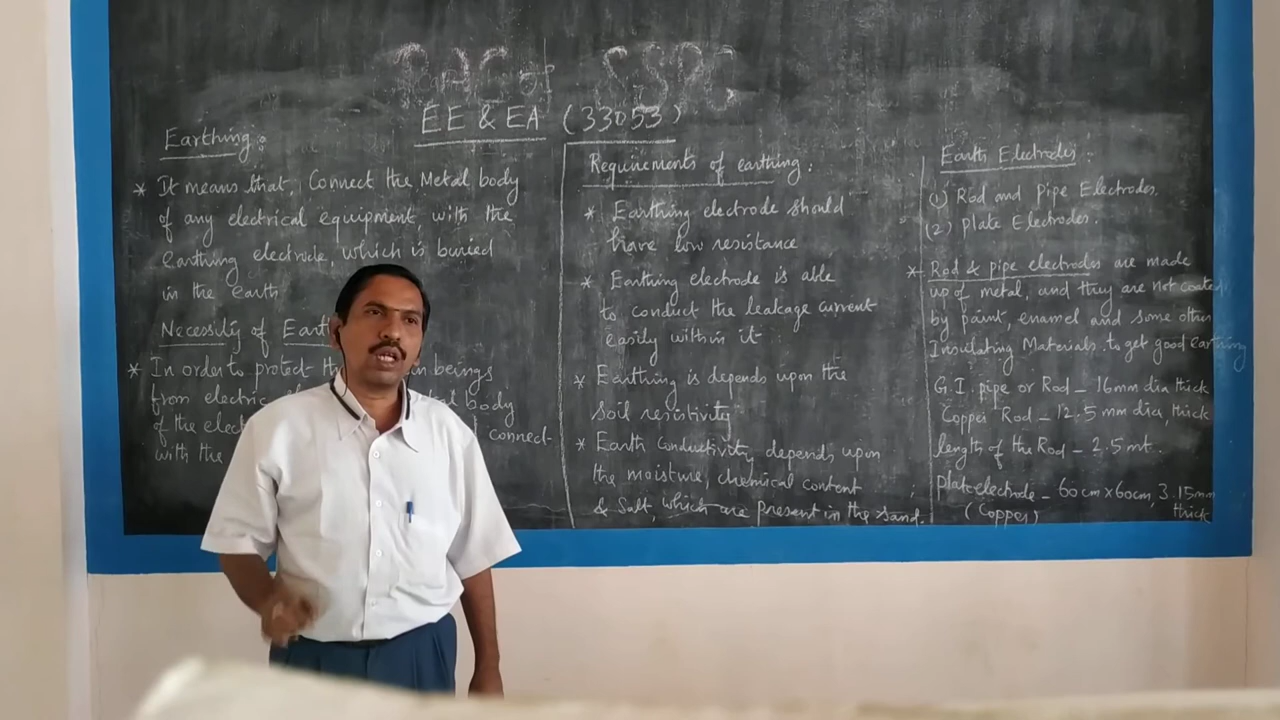 EE & EA (33053)
Earthing :
* It means that, Connect the Metal body
of any electrical equipment, with the
Earthing electrode, which is buried
in the earth
Necessity of
* In order to protect beings
from body
of the connect-
with the
Requirements of earthing :
* Earthing electrode should
have low resistance
* Earthing electrode is able
to conduct the leakage current
easily within it
* Earthing is depends upon the
soil resistivity
* Earth conductivity depends upon
the moisture, chemical content
& Salt, which are present in the sand.
Earth Electrodes :
(1) Rod and pipe Electrodes.
(2) Plate Electrodes.
* Rod & pipe electrodes are made
up of metal, and they are not coated
by paint, enamel and some other
Insulating Materials. to get good earthing
G.I. pipe or Rod – 16mm dia thick
Copper Rod – 12.5 mm dia, thick
length of the Rod – 2.5 mt.
plate electrode – 60cm x 60cm, 3.15mm
(Copper) thick